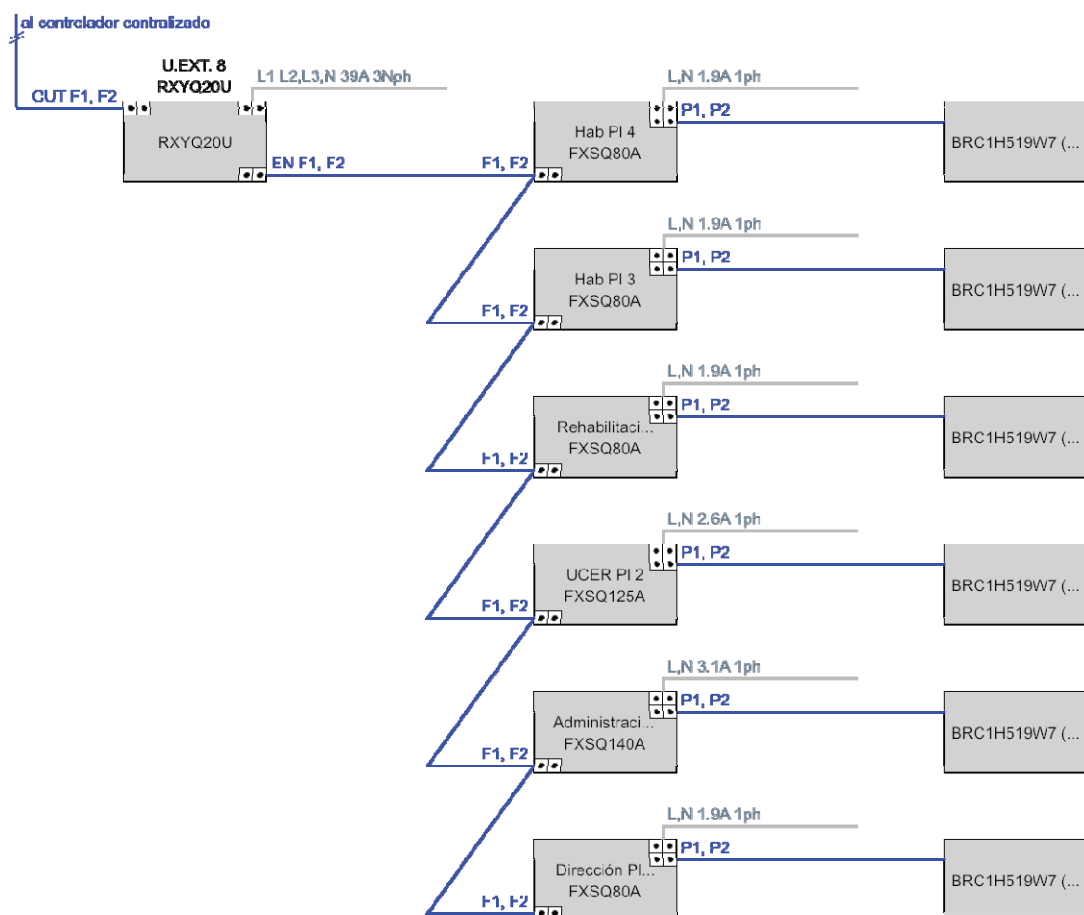 al controlador centralizado
U.EXT. 8
RXYQ20U
L1 L2,L3,N 39A 3Nph
OUT F1, F2
RXYQ20U
EN F1, F2
L,N 1.9A 1ph
P1, P2
Hab Pl 4
FXSQ80A
F1, F2
BRC1H519W7 (...
L,N 1.9A 1ph
P1, P2
Hab Pl 3
FXSQ80A
F1, F2
BRC1H519W7 (...
L,N 1.9A 1ph
P1, P2
Rehabilitaci...
FXSQ80A
F1, F2
BRC1H519W7 (...
L,N 2.6A 1ph
P1, P2
UCER Pl 2
FXSQ125A
F1, F2
BRC1H519W7 (...
L,N 3.1A 1ph
P1, P2
Administraci...
FXSQ140A
F1, F2
BRC1H519W7 (...
L,N 1.9A 1ph
P1, P2
Dirección Pl...
FXSQ80A
F1, F2
BRC1H519W7 (...